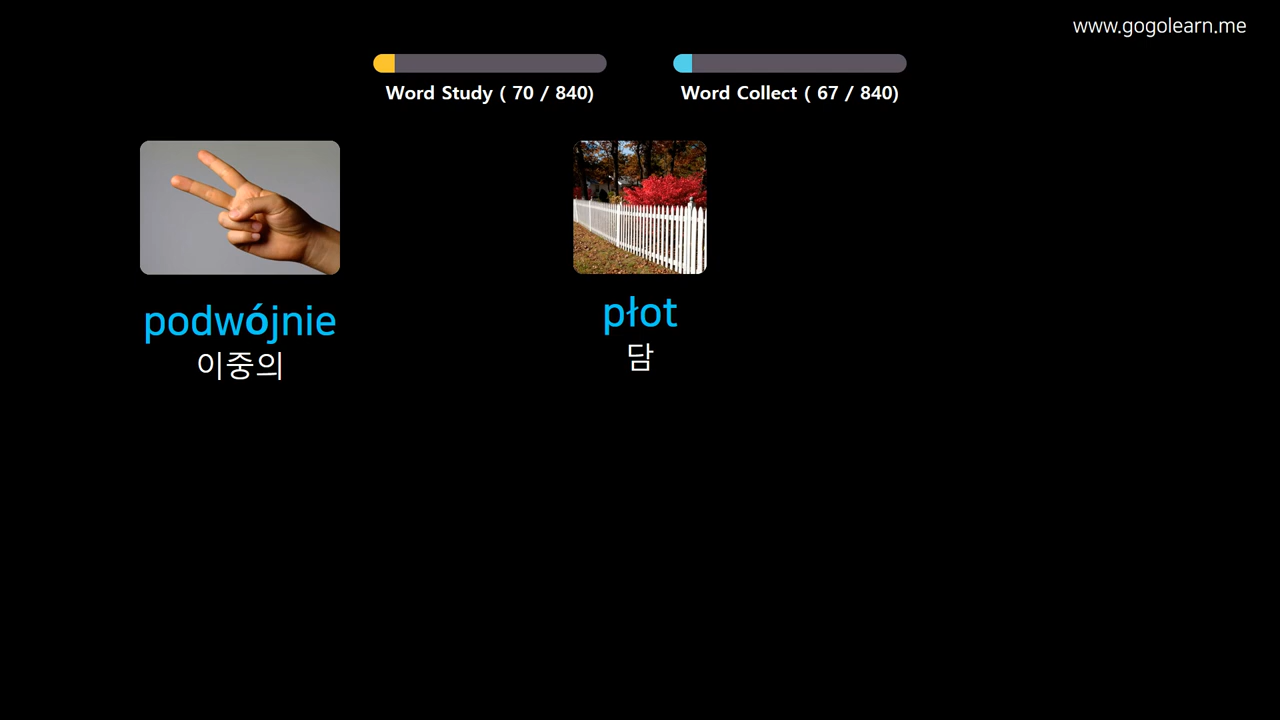 www.gogolearn.me
Word Study ( 70 / 840)
Word Collect ( 67 / 840)
podwójnie
이중의
płot
담